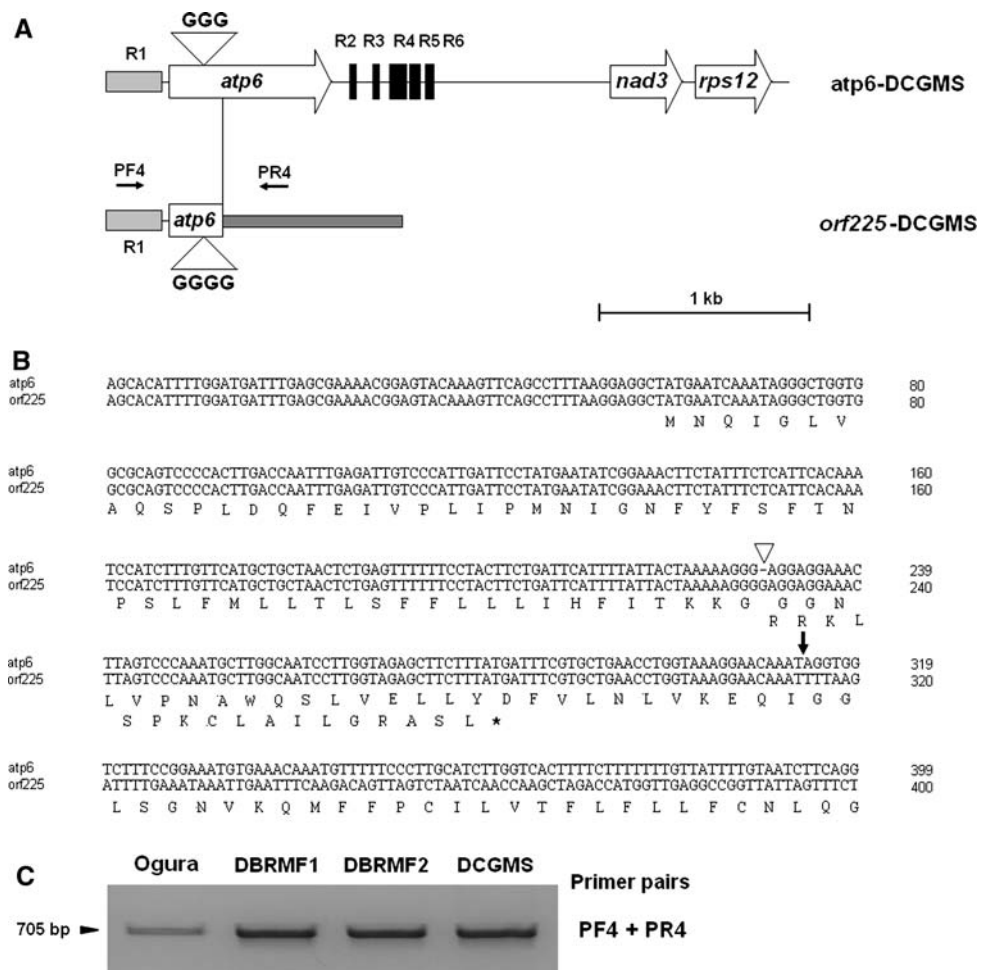 A
GGG
R1
atp6
R2 R3 R4 R5 R6
nad3
rps12
atp6-DCGMS
PF4
PR4
atp6
R1
GGGG
orf225-DCGMS
1 kb
B
atp6 AGCACATTTTGGATGATTTGAGCGAAAACGGAGTACAAAGTTCAGCCTTTAAGGAGGCTATGAATCAAATAGGGCTGGTG 80
orf225 AGCACATTTTGGATGATTTGAGCGAAAACGGAGTACAAAGTTCAGCCTTTAAGGAGGCTATGAATCAAATAGGGCTGGTG 80
M N Q I G L V
atp6 GCGCAGTCCCCACTTGACCAATTTGAGATTGTCCCATTGATTCCTATGAATATCGGAAACTTCTATTTCTCATTCACAAA 160
orf225 GCGCAGTCCCCACTTGACCAATTTGAGATTGTCCCATTGATTCCTATGAATATCGGAAACTTCTATTTCTCATTCACAAA 160
A Q S P L D Q F E I V P L I P M N I G N F Y F S F T N
atp6 TCCATCTTTGTTCATGCTGCTAACTCTGAGTTTTTTCCTACTTCTGATTCATTTTATTACTAAAAAGGG-AGGAGGAAAC 239
orf225 TCCATCTTTGTTCATGCTGCTAACTCTGAGTTTTTTCCTACTTCTGATTCATTTTATTACTAAAAAGGGGAGGAGGAAAC 240
P S L F M L L T L S F F L L L I H F I T K K G G G N
R R K L
atp6 TTAGTCCCAAATGCTTGGCAATCCTTGGTAGAGCTTCTTTATGATTTCGTGCTGAACCTGGTAAAGGAACAAATAGGTGG 319
orf225 TTAGTCCCAAATGCTTGGCAATCCTTGGTAGAGCTTCTTTATGATTTCGTGCTGAACCTGGTAAAGGAACAAATTTTAAG 320
L V P N A W Q S L V E L L Y D F V L N L V K E Q I G G
S P K C L A I L G R A S L *
atp6 TCTTTCCGGAAATGTGAAACAAATGTTTTTCCCTTGCATCTTGGTCACTTTTCTTTTTTTGTTATTTTGTAATCTTCAGG 399
orf225 ATTTTGAAATAAATTGAATTTCAAGACAGTTAGTCTAATCAACCAAGCTAGACCATGGTTGAGGCCGGTTATTAGTTTCT 400
L S G N V K Q M F F P C I L V T F L F L L F C N L Q G
C
Ogura DBRMF1 DBRMF2 DCGMS Primer pairs
705 bp PF4 + PR4